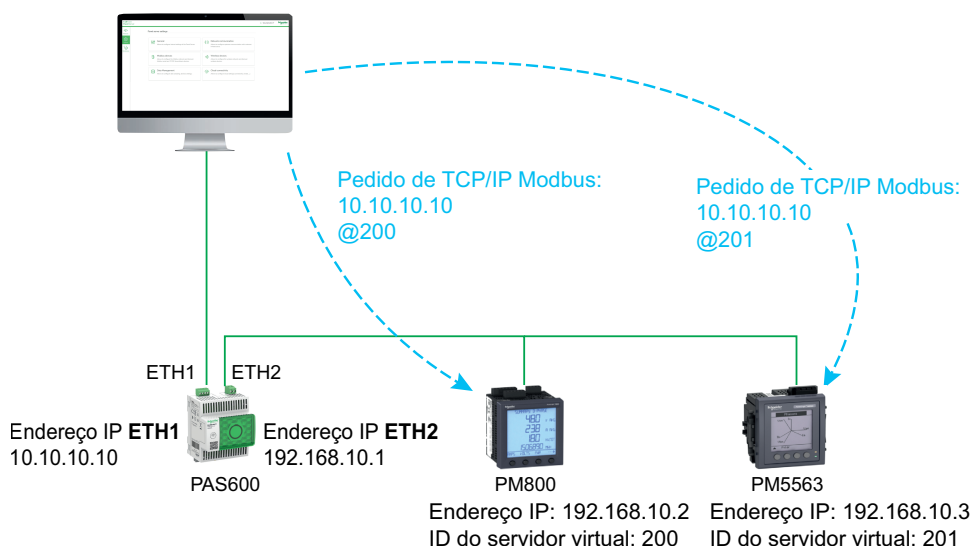 Pedido de TCP/IP Modbus:
10.10.10.10
@200
Pedido de TCP/IP Modbus:
10.10.10.10
@201
ETH1
ETH2
Endereço IP ETH1
10.10.10.10
Endereço IP ETH2
192.168.10.1
PAS600
PM800
Endereço IP: 192.168.10.2
ID do servidor virtual: 200
PM5563
Endereço IP: 192.168.10.3
ID do servidor virtual: 201